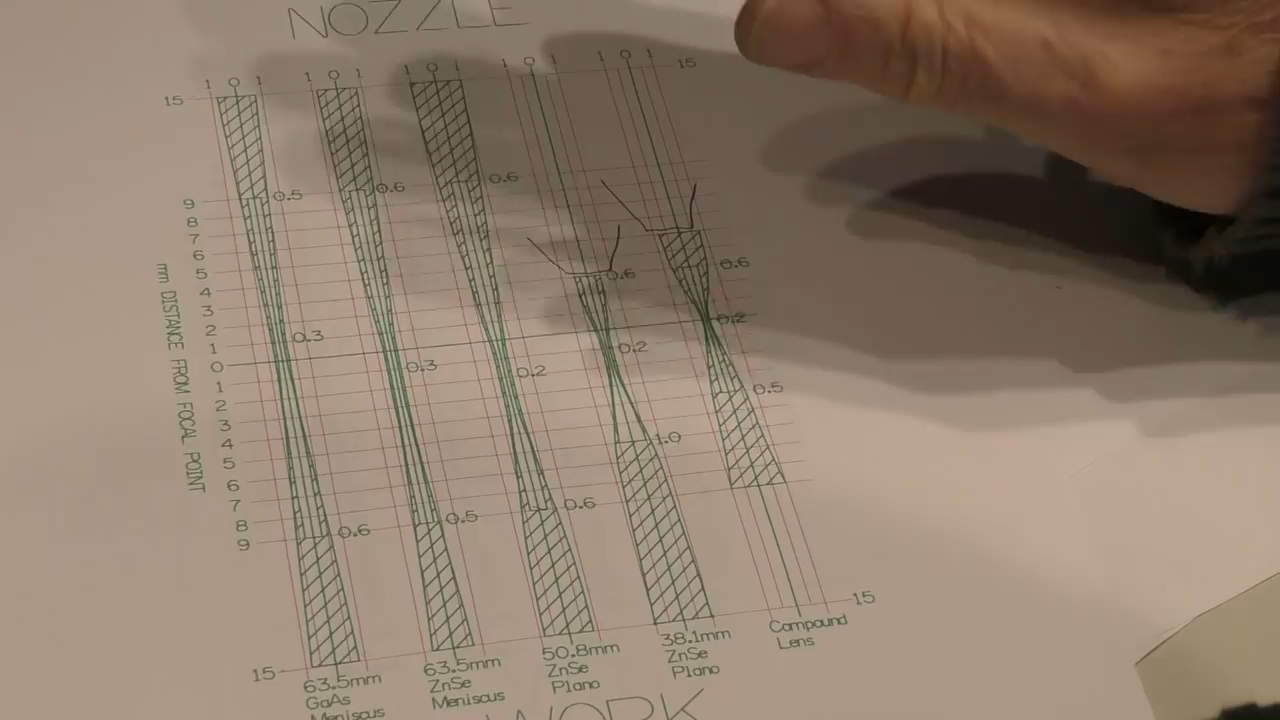 NOZZLE
1 0 1 1 0 1 1 0 1 1 0 1 1 0 1 15
15
0.5 0.6 0.6
9
8
7
6 0.6 0.6
5
4
3
2 0.3 0.2 0.2
1
0 0.3 0.2
1
2
3 0.5
4 1.0
5
6
7 0.5 0.6
8 0.6
9
mm DISTANCE FROM FOCAL POINT
15 15
63.5mm
GaAs
Meniscus
63.5mm
ZnSe
Meniscus
50.8mm
ZnSe
Plano
38.1mm
ZnSe
Plano
Compound
Lens
WORK